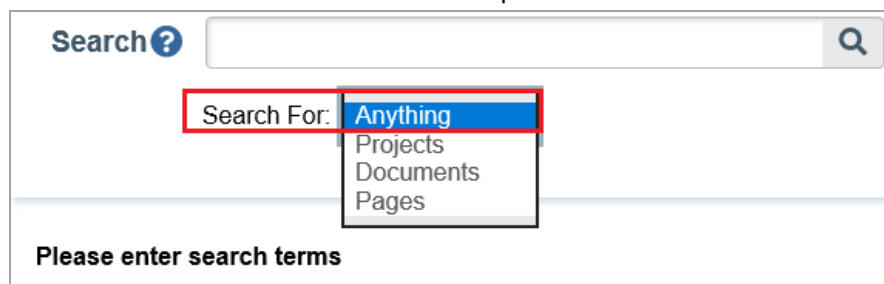 Search?
Search For: Anything
Projects
Documents
Pages
Please enter search terms